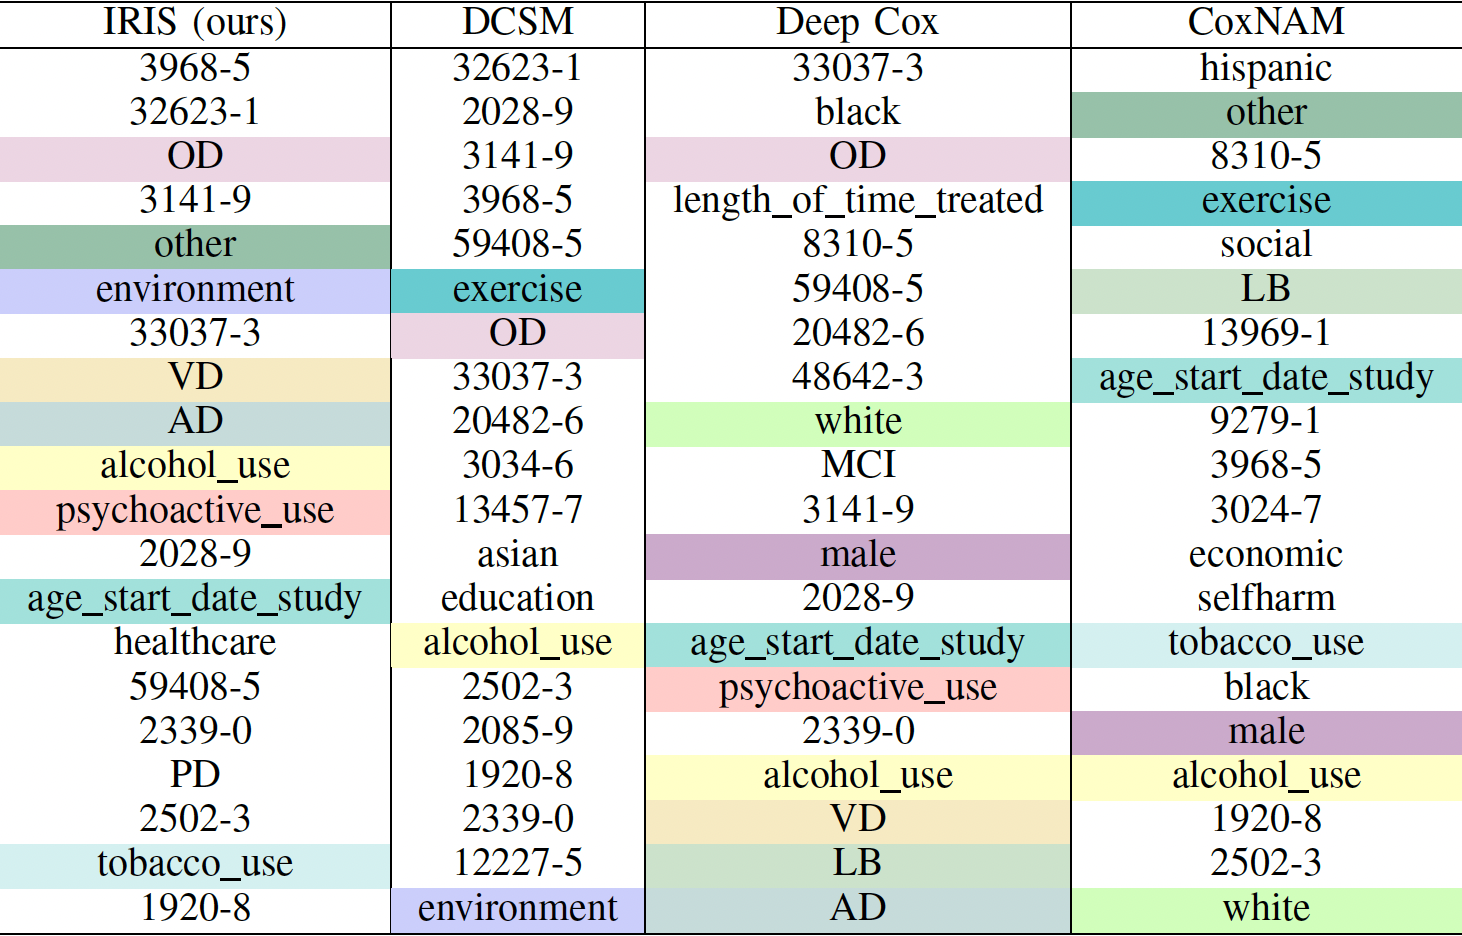 IRIS (ours) DCSM Deep Cox CoxNAM
3968-5 32623-1 33037-3 hispanic
32623-1 2028-9 black other
OD 3141-9 OD 8310-5
3141-9 3968-5 length_of_time_treated exercise
other 59408-5 8310-5 social
environment exercise 59408-5 LB
33037-3 OD 20482-6 13969-1
VD 33037-3 48642-3 age_start_date_study
AD 20482-6 white 9279-1
alcohol_use 3034-6 MCI 3968-5
psychoactive_use 13457-7 3141-9 3024-7
2028-9 asian male economic
age_start_date_study education 2028-9 selfharm
healthcare alcohol_use age_start_date_study tobacco_use
59408-5 2502-3 psychoactive_use black
2339-0 2085-9 2339-0 male
PD 1920-8 alcohol_use alcohol_use
2502-3 2339-0 VD 1920-8
tobacco_use 12227-5 LB 2502-3
1920-8 environment AD white